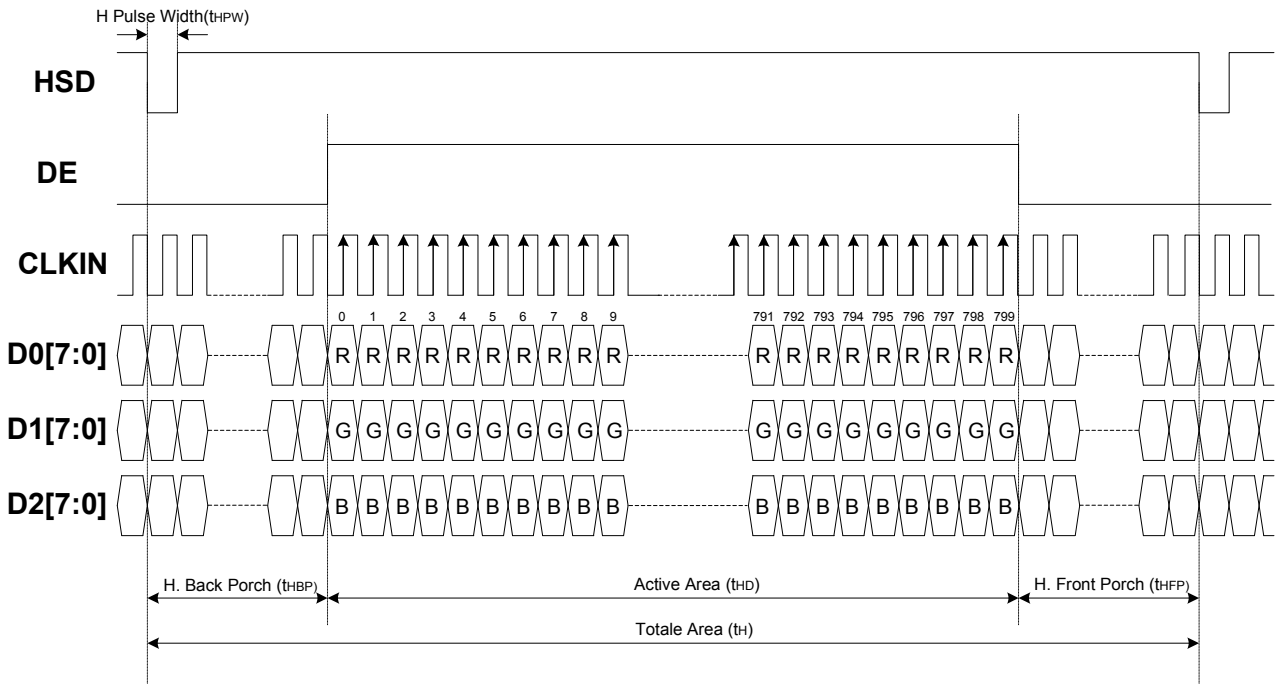 H Pulse Width(tHPW)
HSD
DE
CLKIN
0 1 2 3 4 5 6 7 8 9 791 792 793 794 795 796 797 798 799
D0[7:0] R R R R R R R R R R R R R R R R R R R
D1[7:0] G G G G G G G G G G G G G G G G G G G
D2[7:0] B B B B B B B B B B B B B B B B B B B
H. Back Porch (tHBP) Active Area (tHD) H. Front Porch (tHFP)
Totale Area (tH)